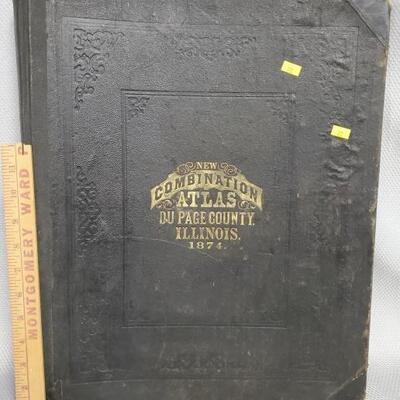 NEW
COMBINATION
ATLAS
DU PAGE COUNTY,
ILLINOIS.
1874.
MONTGOMERY WARD